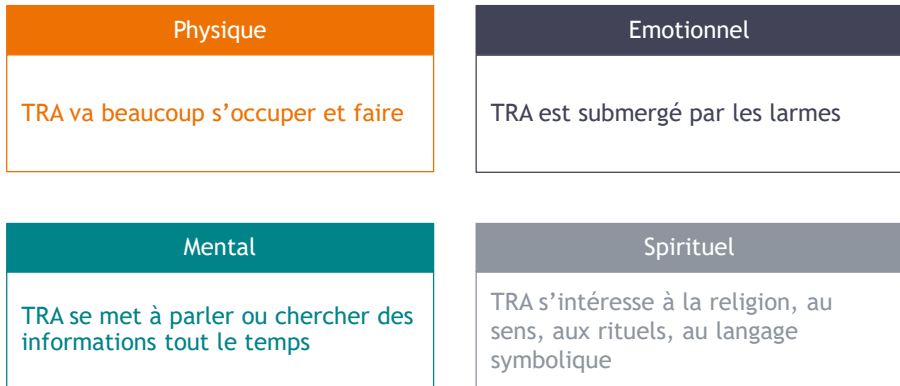 Physique
TRA va beaucoup s’occuper et faire
Emotionnel
TRA est submergé par les larmes
Mental
TRA se met à parler ou chercher des
informations tout le temps
Spirituel
TRA s’intéresse à la religion, au
sens, aux rituels, au langage
symbolique